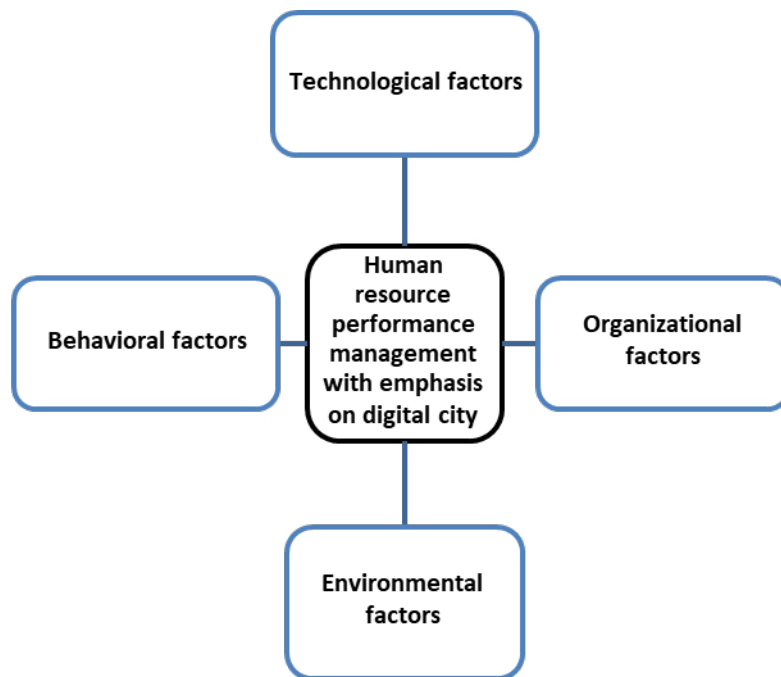 Technological factors
Human
resource
performance
management
with emphasis
on digital city
Behavioral factors
Organizational
factors
Environmental
factors